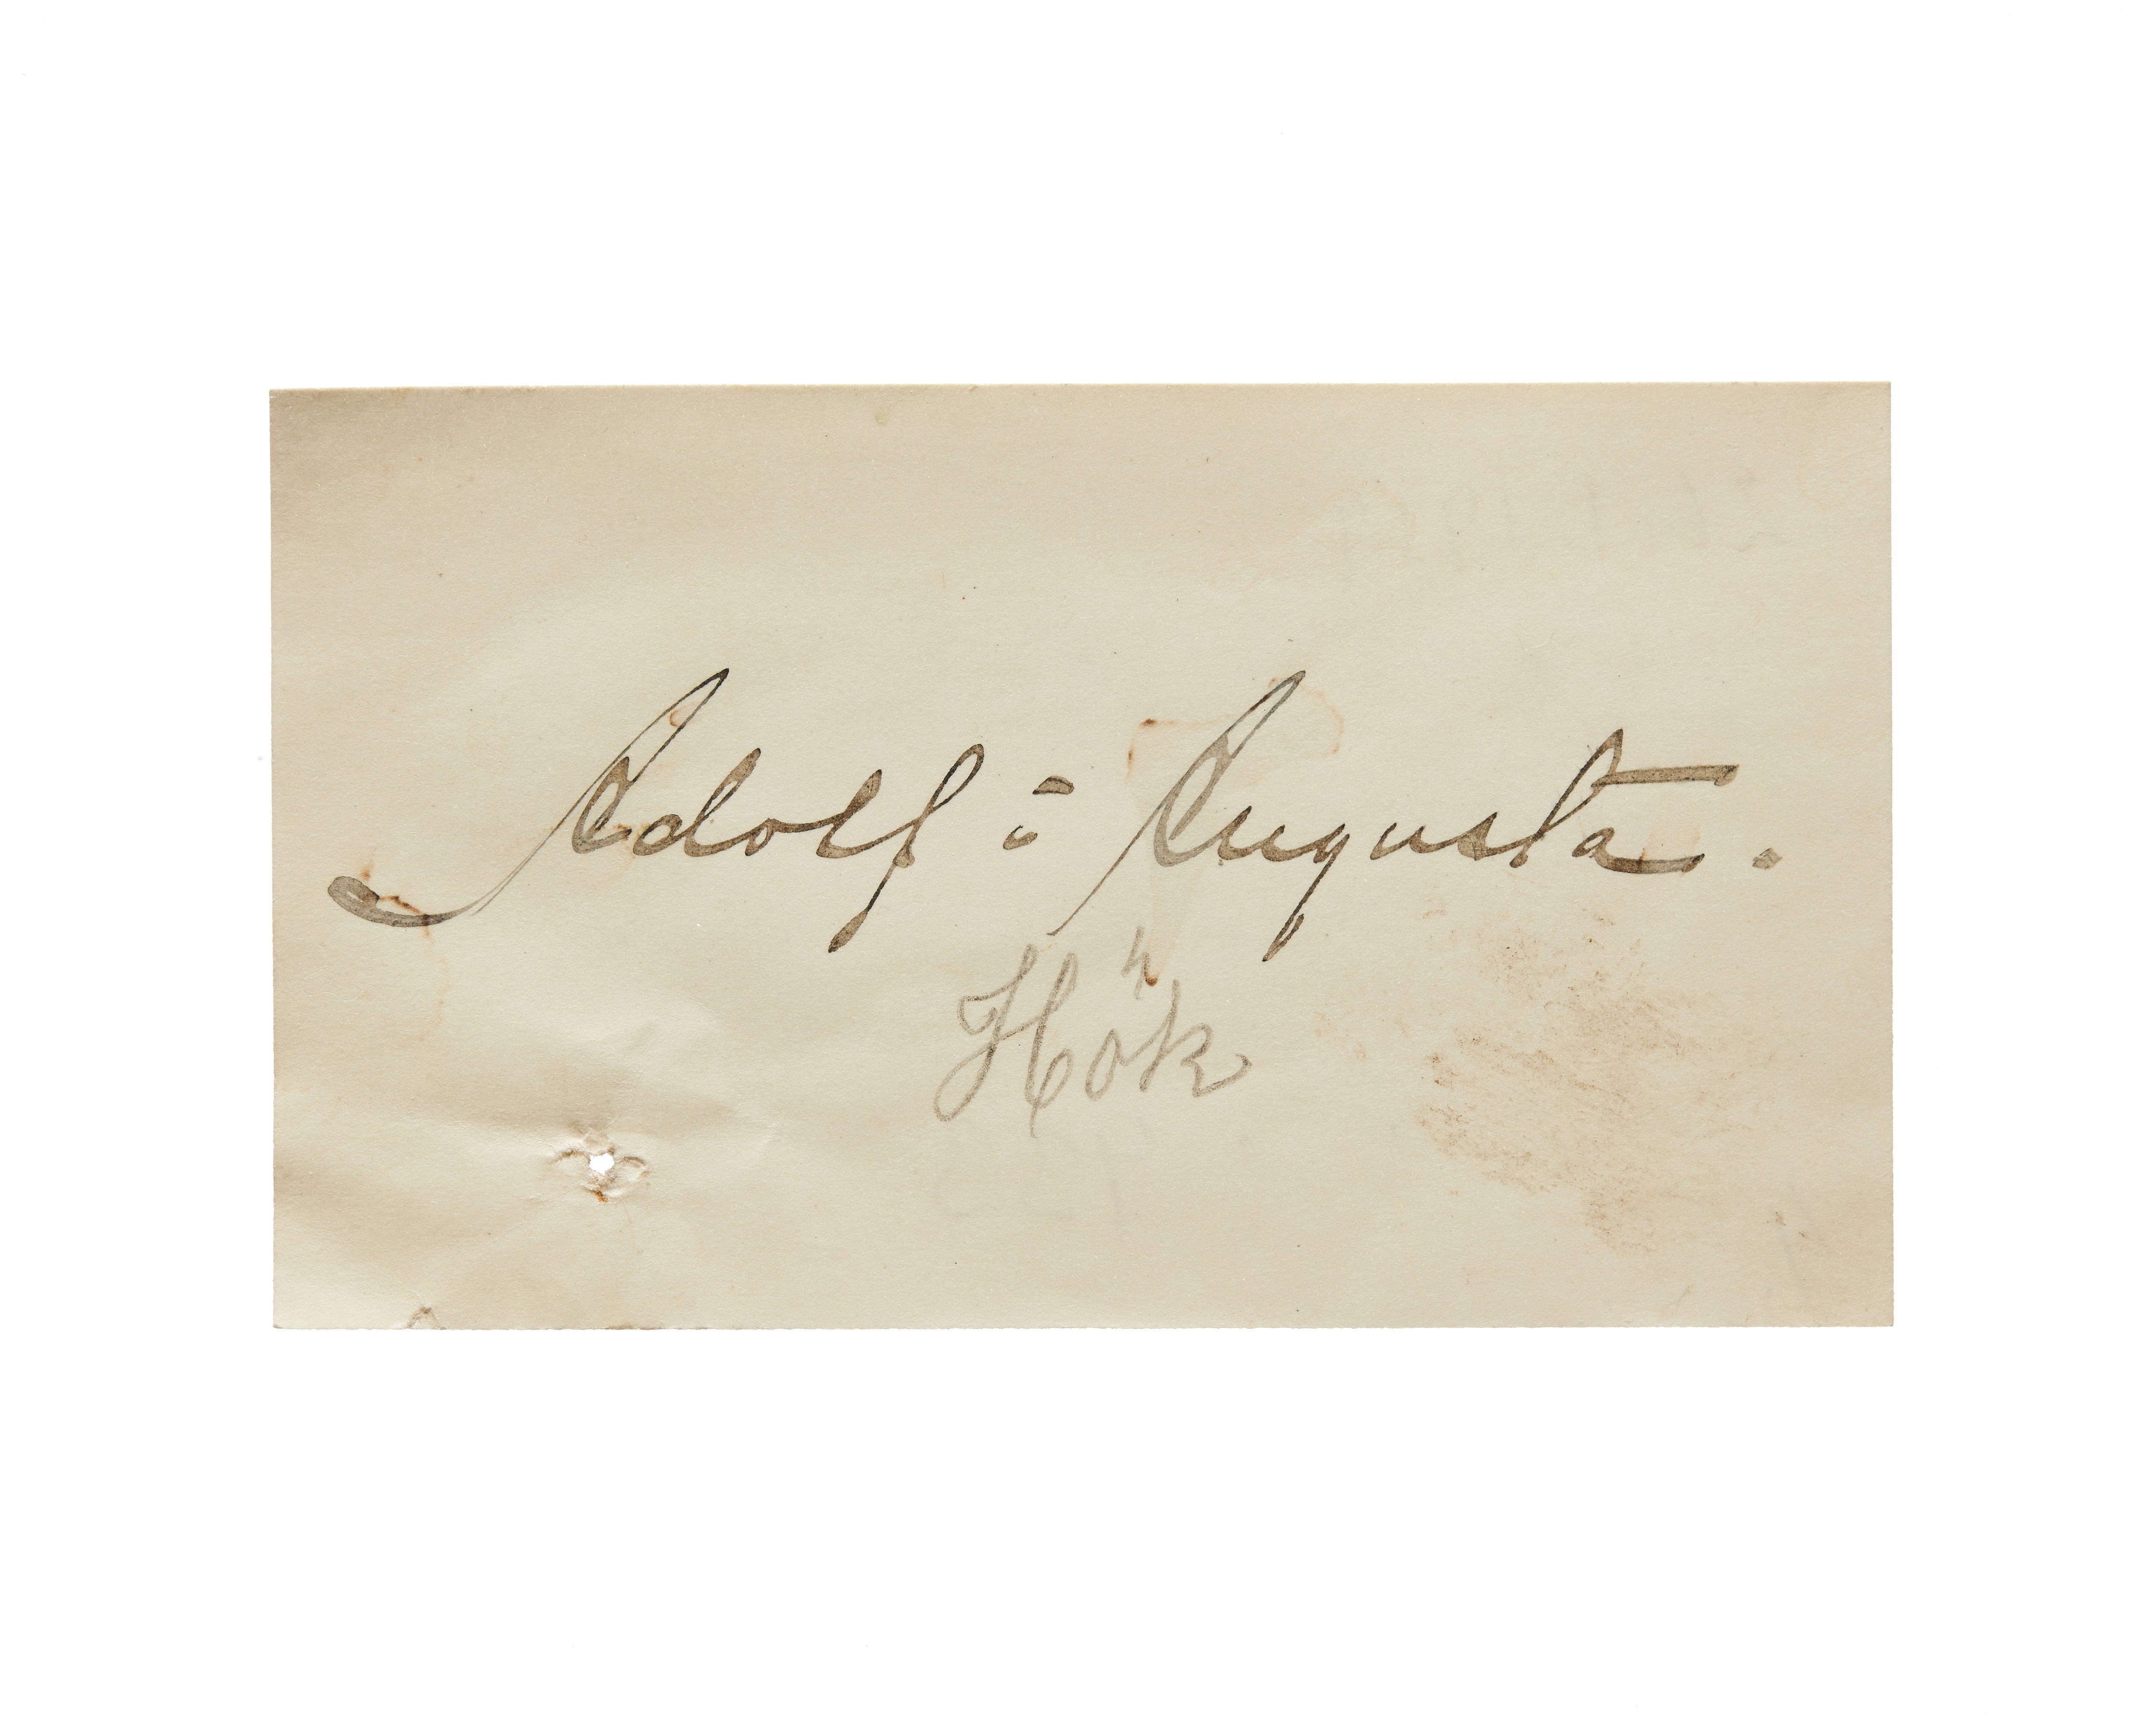 Adolf : Augusta.
Hök